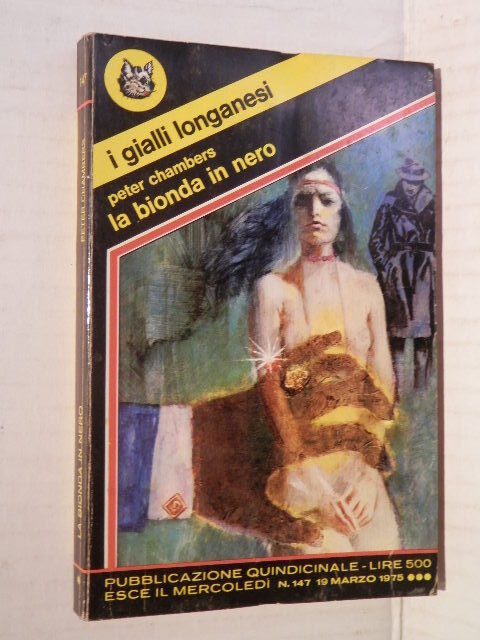 i gialli longanesi
peter chambers
la bionda in nero
PUBBLICAZIONE QUINDICINALE - LIRE 500
ESCE IL MERCOLEDÌ N. 147 19 MARZO 1975
147
PETER CHAMBERS
LA BIONDA IN NERO